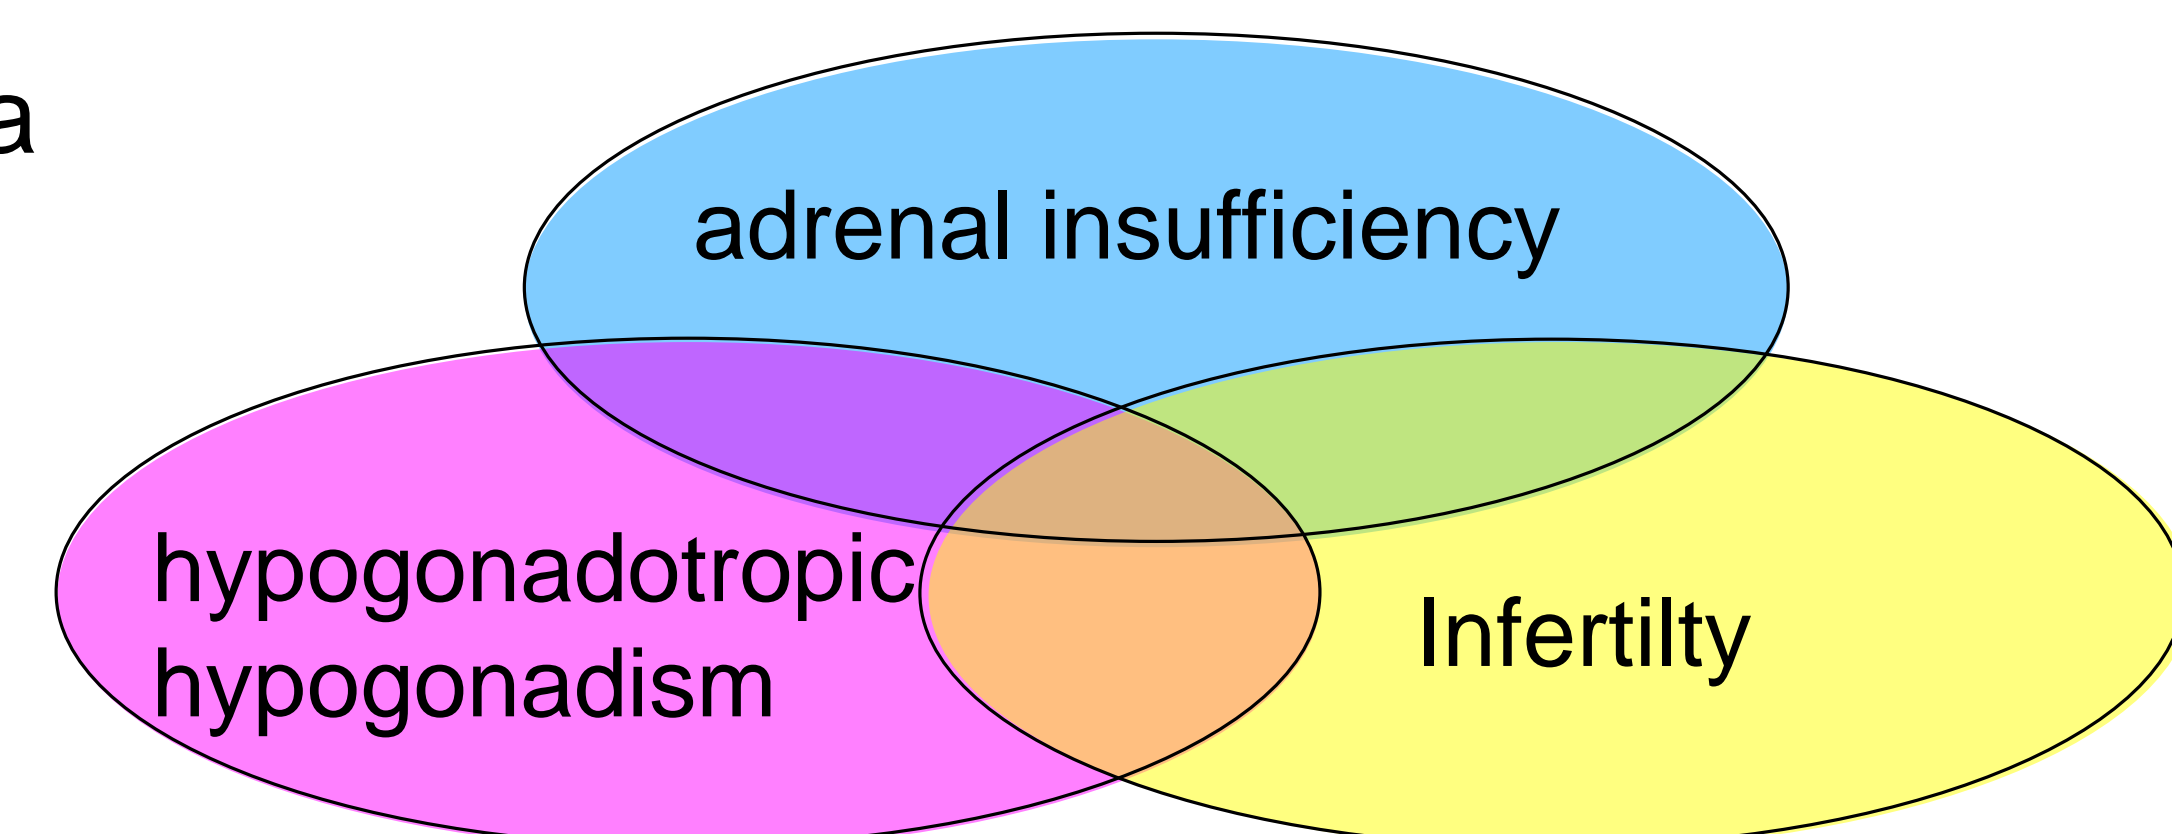 a
adrenal insufficiency
hypogonadotropic
hypogonadism
Infertilty